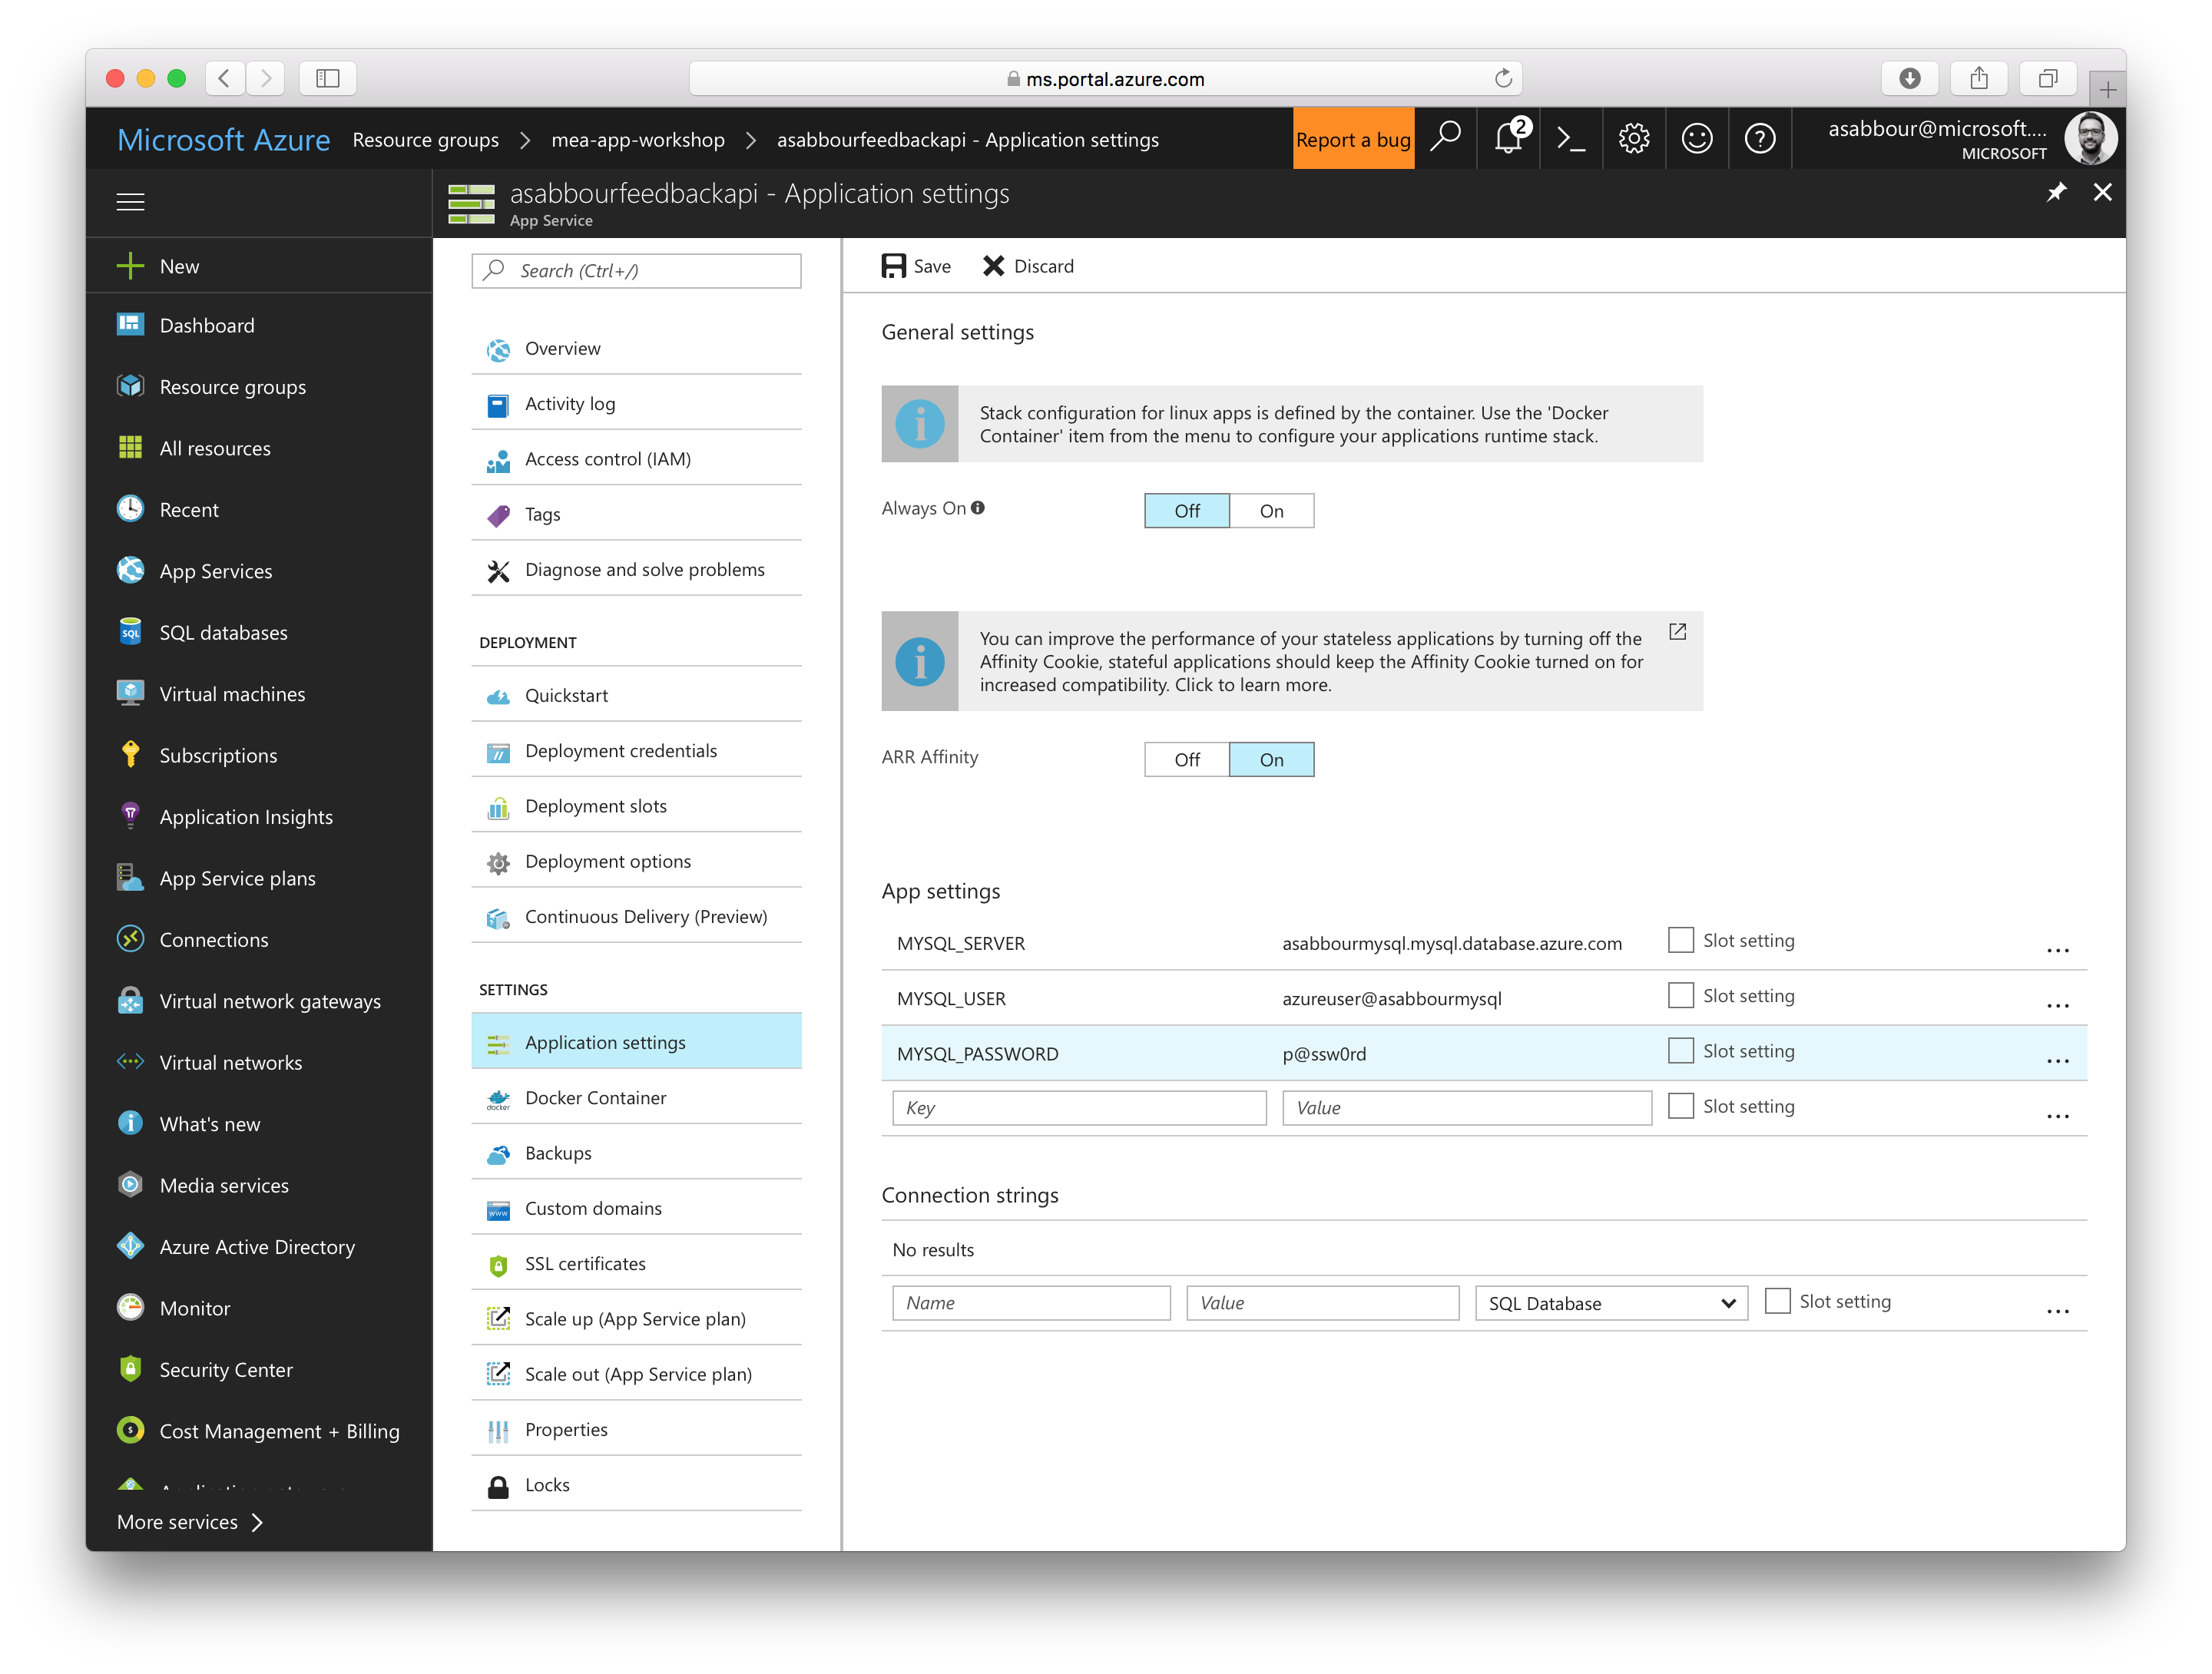 ms.portal.azure.com
Microsoft Azure Resource groups > mea-app-workshop > asabbourfeedbackapi - Application settings
Report a bug
2
asabbour@microsoft....
MICROSOFT
asabbourfeedbackapi - Application settings
App Service
New
Dashboard
Resource groups
All resources
Recent
App Services
SQL databases
Virtual machines
Subscriptions
Application Insights
App Service plans
Connections
Virtual network gateways
Virtual networks
What's new
Media services
Azure Active Directory
Monitor
Security Center
Cost Management + Billing
More services >
Search (Ctrl+/)
Overview
Activity log
Access control (IAM)
Tags
Diagnose and solve problems
DEPLOYMENT
Quickstart
Deployment credentials
Deployment slots
Deployment options
Continuous Delivery (Preview)
SETTINGS
Application settings
Docker Container
Backups
Custom domains
SSL certificates
Scale up (App Service plan)
Scale out (App Service plan)
Properties
Locks
Save Discard
General settings
Stack configuration for linux apps is defined by the container. Use the 'Docker
Container' item from the menu to configure your applications runtime stack.
Always On Off On
You can improve the performance of your stateless applications by turning off the
Affinity Cookie, stateful applications should keep the Affinity Cookie turned on for
increased compatibility. Click to learn more.
ARR Affinity Off On
App settings
MYSQL_SERVER asabbourmysql.mysql.database.azure.com Slot setting ...
MYSQL_USER azureuser@asabbourmysql Slot setting ...
MYSQL_PASSWORD p@ssw0rd Slot setting ...
Key Value Slot setting ...
Connection strings
No results
Name Value SQL Database Slot setting ...